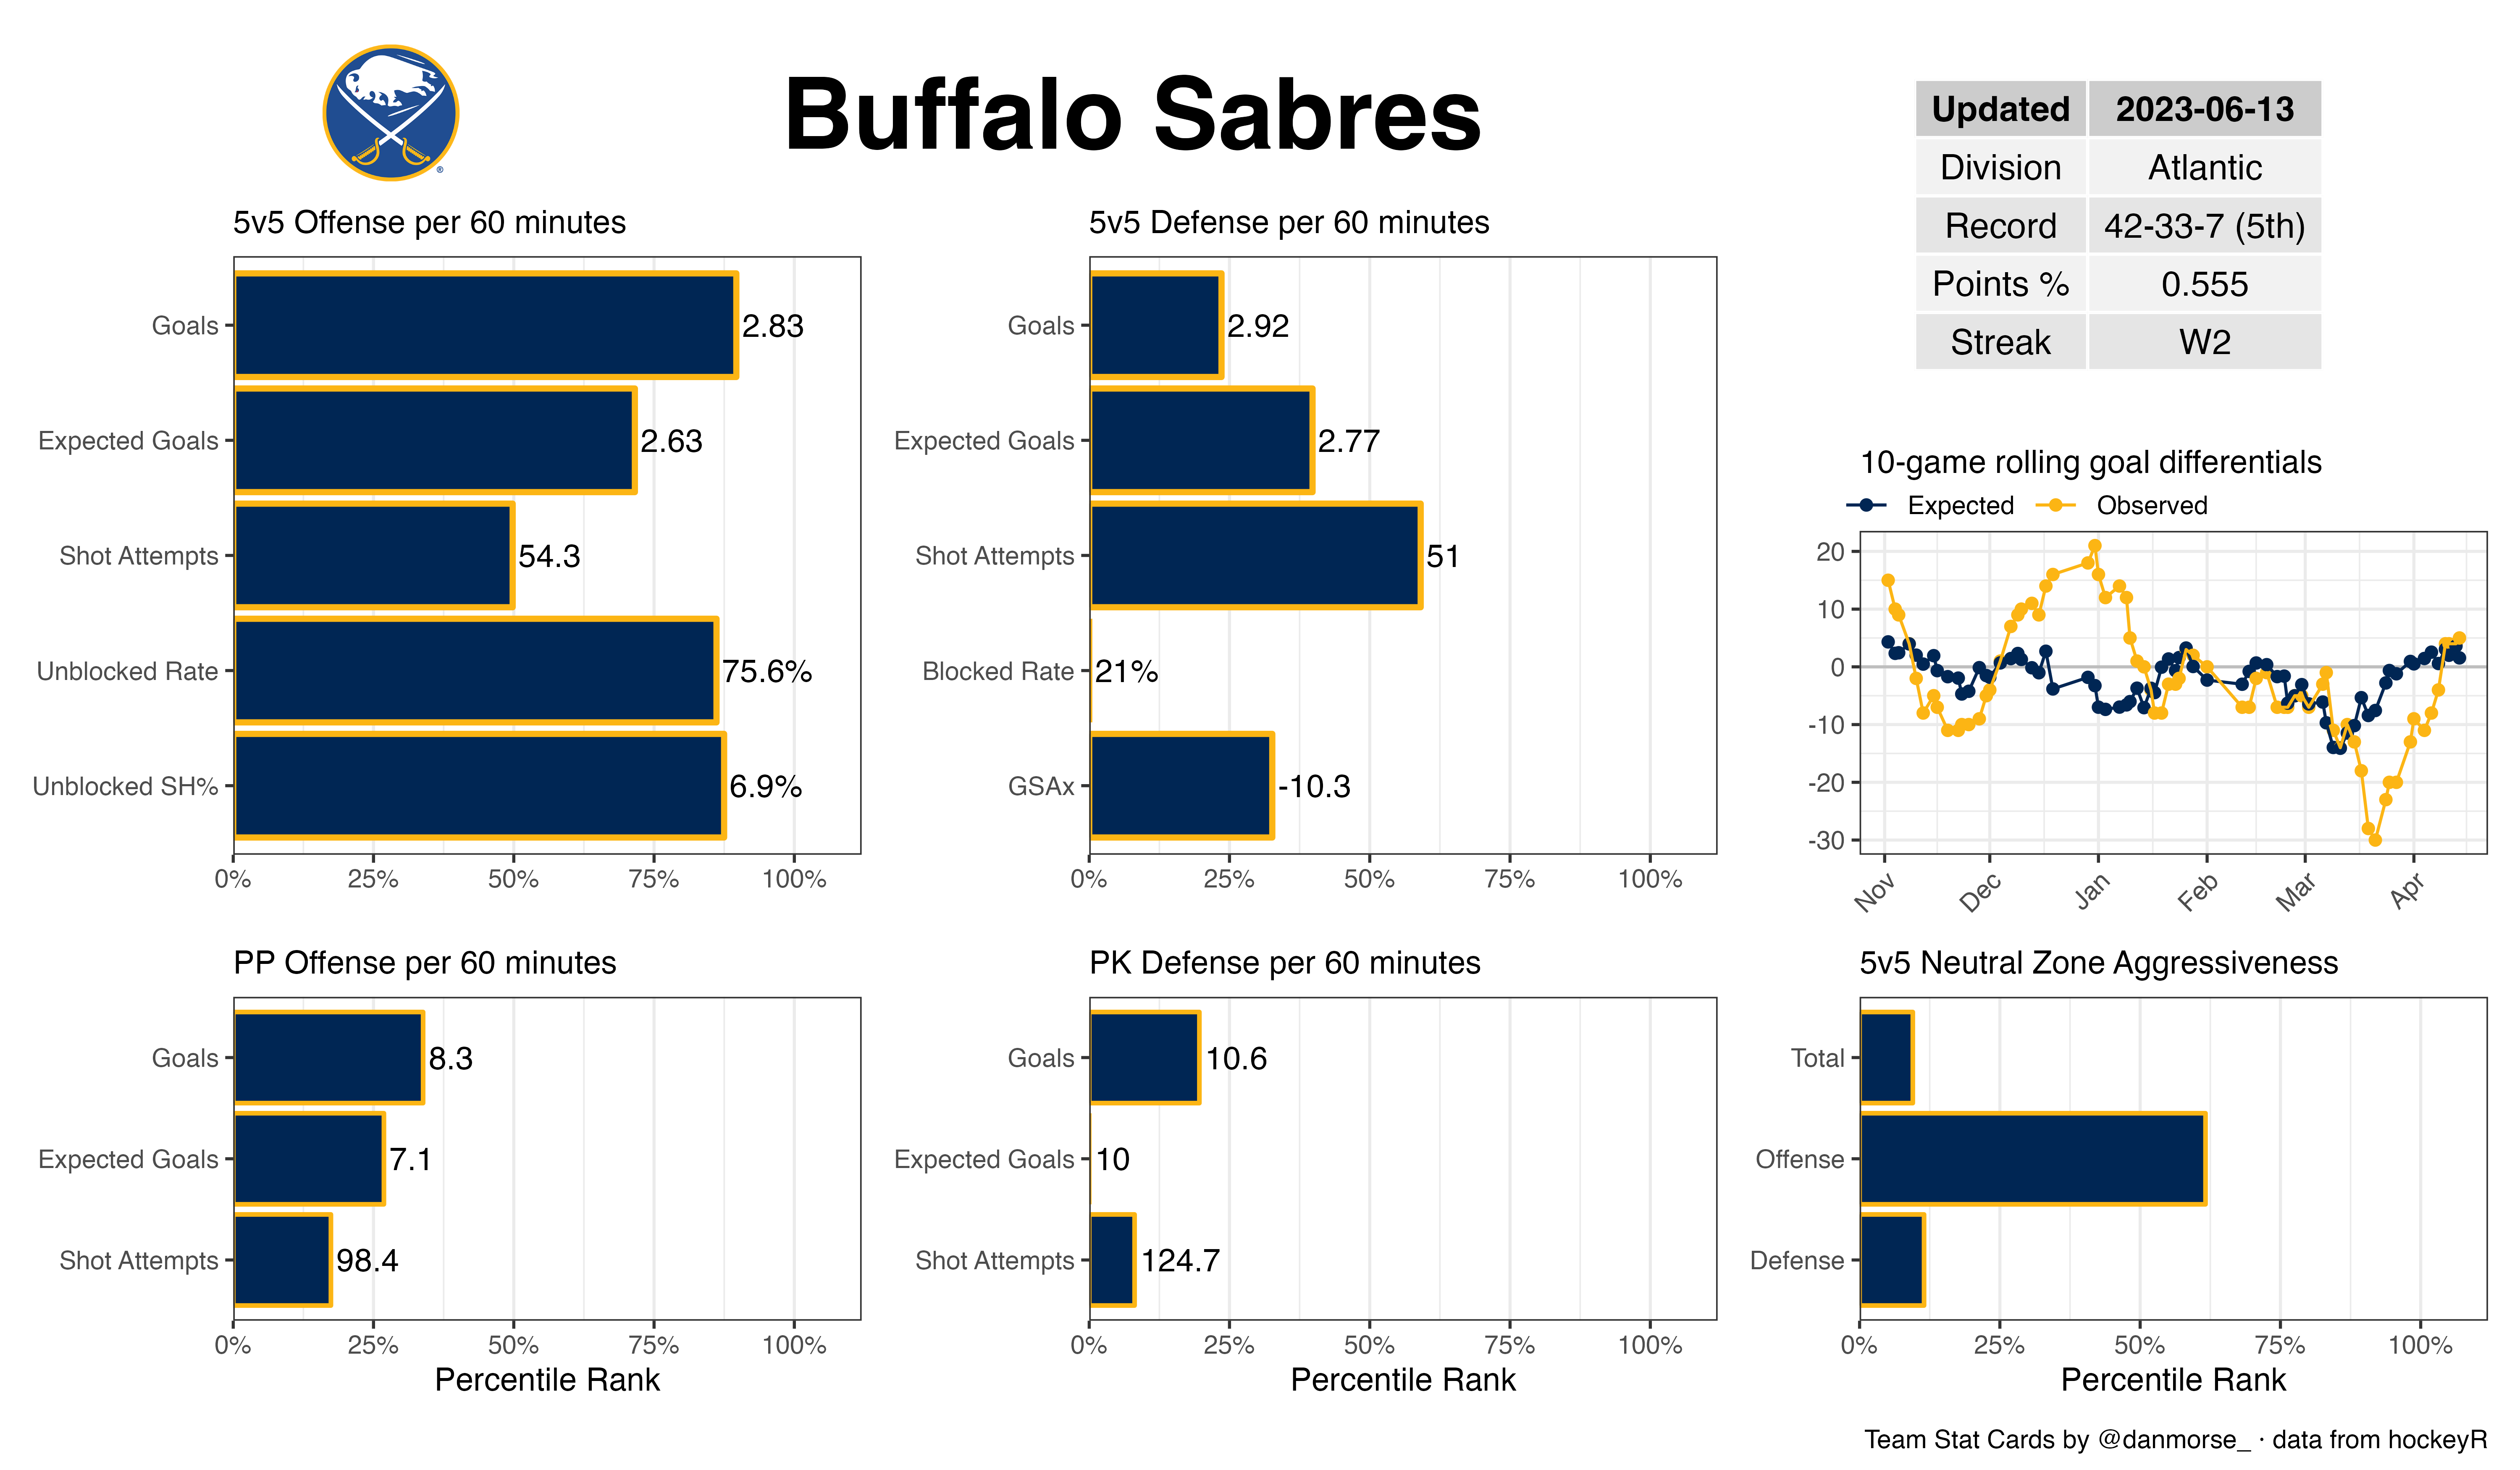 Buffalo Sabres
Updated 2023-06-13
Division Atlantic
Record 42-33-7 (5th)
Points % 0.555
Streak W2
5v5 Offense per 60 minutes
Goals 2.83
Expected Goals 2.63
Shot Attempts 54.3
Unblocked Rate 75.6%
Unblocked SH% 6.9%
0% 25% 50% 75% 100%
5v5 Defense per 60 minutes
Goals 2.92
Expected Goals 2.77
Shot Attempts 51
Blocked Rate 21%
GSAx -10.3
0% 25% 50% 75% 100%
10-game rolling goal differentials
Expected Observed
20
10
0
-10
-20
-30
Nov Dec Jan Feb Mar Apr
PP Offense per 60 minutes
Goals 8.3
Expected Goals 7.1
Shot Attempts 98.4
0% 25% 50% 75% 100%
Percentile Rank
PK Defense per 60 minutes
Goals 10.6
Expected Goals 10
Shot Attempts 124.7
0% 25% 50% 75% 100%
Percentile Rank
5v5 Neutral Zone Aggressiveness
Total
Offense
Defense
0% 25% 50% 75% 100%
Percentile Rank
Team Stat Cards by @danmorse_ · data from hockeyR